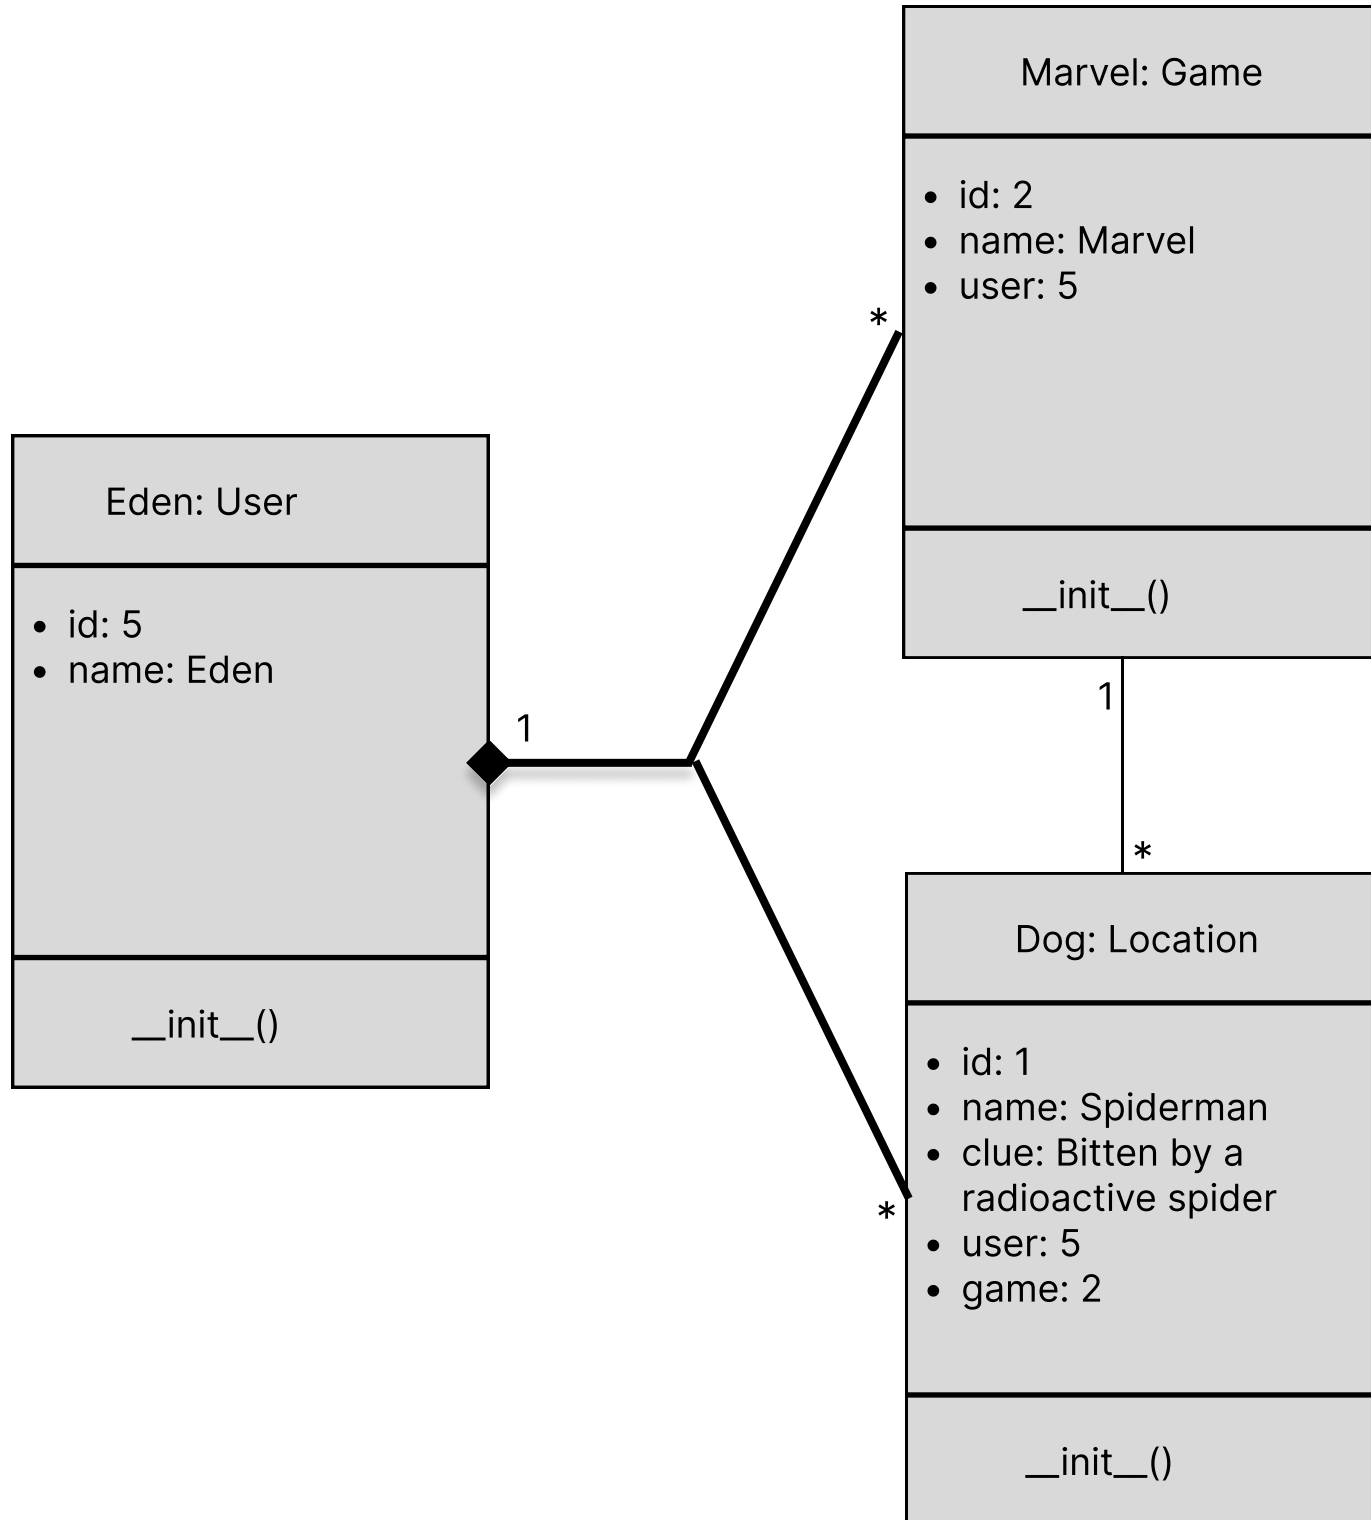 Marvel: Game
• id: 2
• name: Marvel
• user: 5
*
Eden: User
• id: 5
• name: Eden
1
__init__()
__init__()
1
*
Dog: Location
• id: 1
• name: Spiderman
• clue: Bitten by a
radioactive spider
• user: 5
• game: 2
*
__init__()